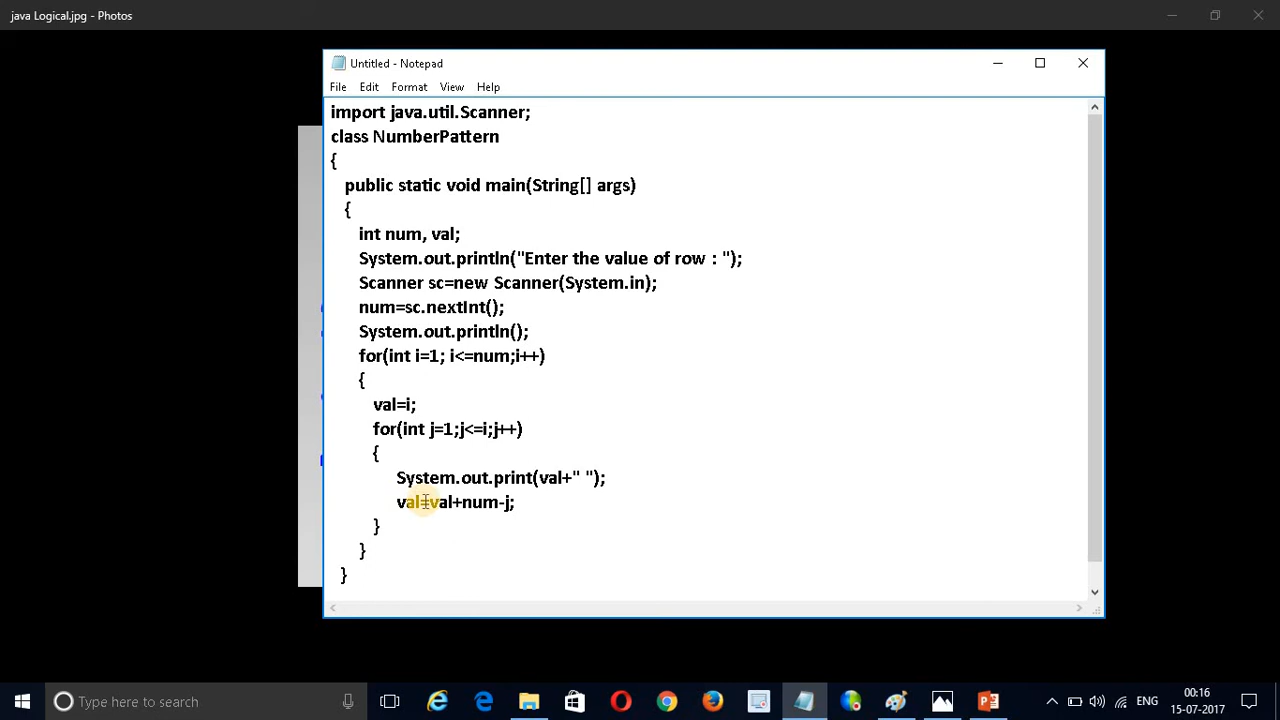 java Logical.jpg - Photos
Untitled - Notepad
File Edit Format View Help
import java.util.Scanner;
class NumberPattern
{
public static void main(String[] args)
{
int num, val;
System.out.println("Enter the value of row : ");
Scanner sc=new Scanner(System.in);
num=sc.nextInt();
System.out.println();
for(int i=1; i<=num;i++)
{
val=i;
for(int j=1;j<=i;j++)
{
System.out.print(val+" ");
val=val+num-j;
}
}
}
Type here to search
ENG
00:16
15-07-2017